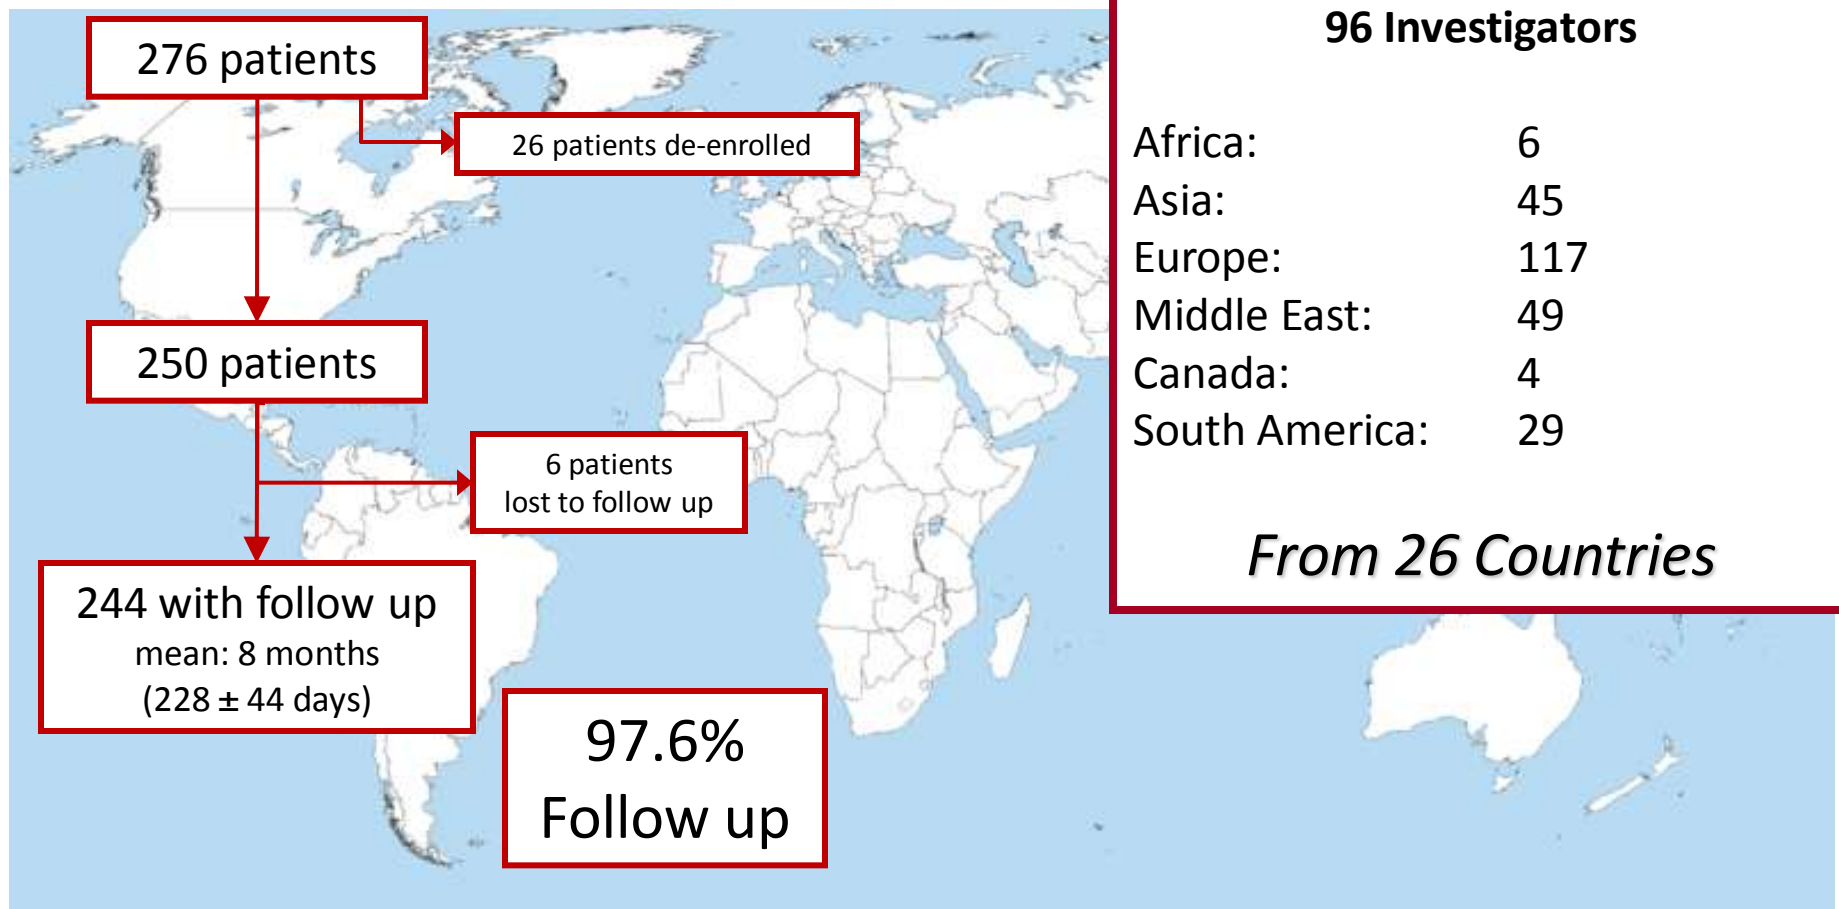 276 patients
26 patients de-enrolled
250 patients
6 patients
lost to follow up
244 with follow up
mean: 8 months
(228 ± 44 days)
97.6%
Follow up
96 Investigators
Africa: 6
Asia: 45
Europe: 117
Middle East: 49
Canada: 4
South America: 29
From 26 Countries